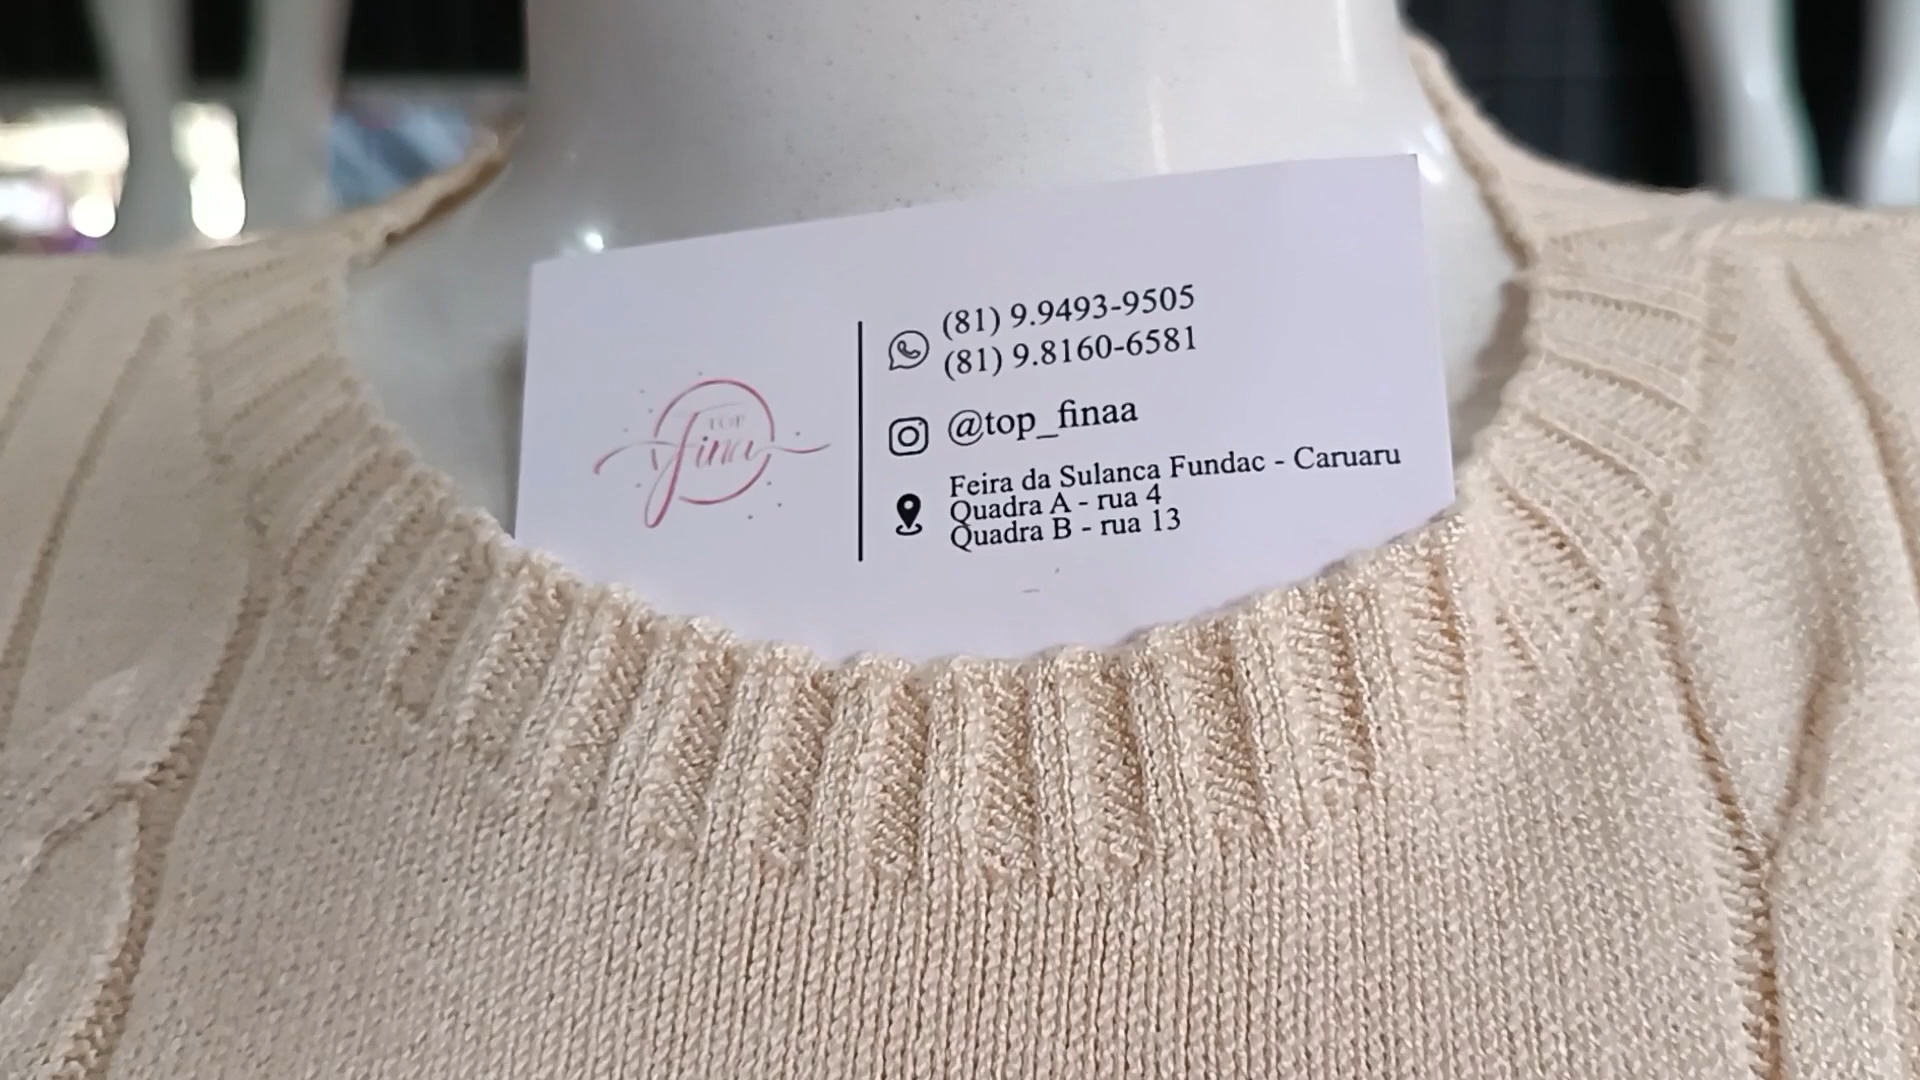 TOP
Fina
(81) 9.9493-9505
(81) 9.8160-6581
@top_finaa
Feira da Sulanca Fundac - Caruaru
Quadra A - rua 4
Quadra B - rua 13